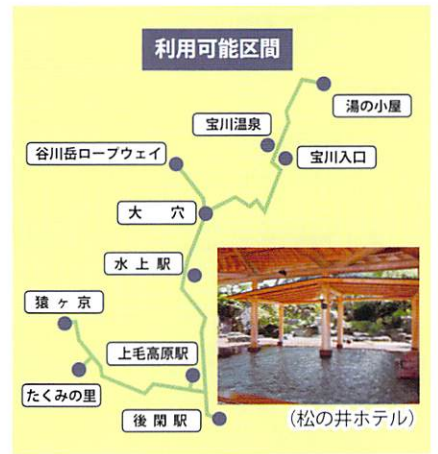 利用可能区間
湯の小屋
宝川温泉
谷川岳ロープウェイ
宝川入口
大 穴
水上駅
猿ヶ京
上毛高原駅
たくみの里
後閑駅
(松の井ホテル)